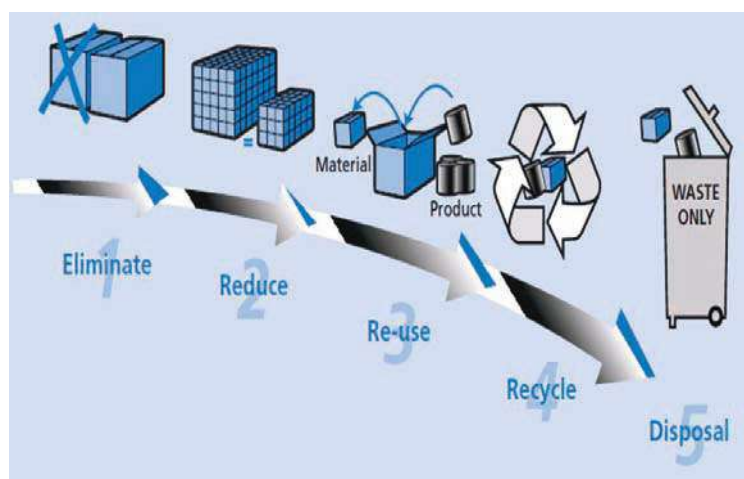 Material
Product
WASTE
ONLY
=
1
Eliminate
2
Reduce
3
Re-use
4
Recycle
5
Disposal